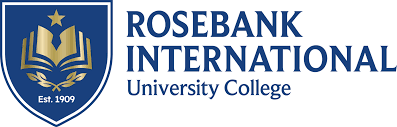 ROSEBANK
INTERNATIONAL
University College
Est. 1909